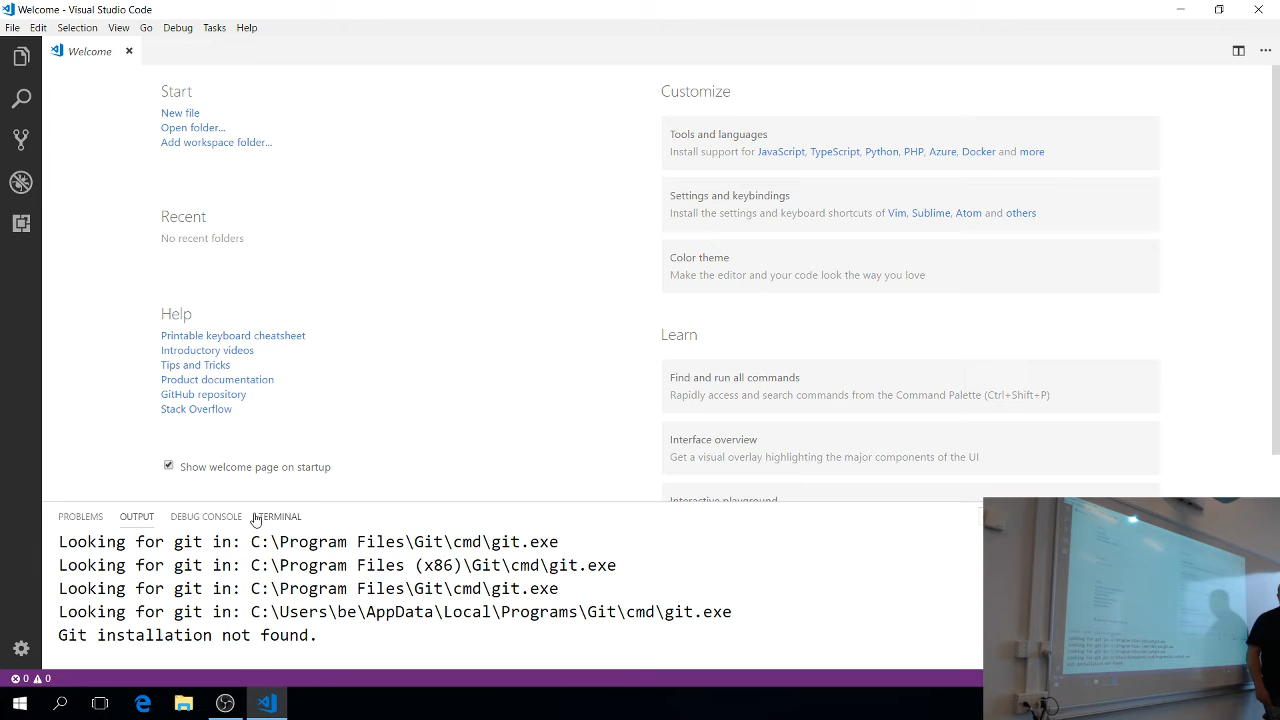 Welcome - Visual Studio Code
File Edit Selection View Go Debug Tasks Help
Welcome
Start
New file
Open folder...
Add workspace folder...
Recent
No recent folders
Help
Printable keyboard cheatsheet
Introductory videos
Tips and Tricks
Product documentation
GitHub repository
Stack Overflow
Show welcome page on startup
Customize
Tools and languages
Install support for JavaScript, TypeScript, Python, PHP, Azure, Docker and more
Settings and keybindings
Install the settings and keyboard shortcuts of Vim, Sublime, Atom and others
Color theme
Make the editor and your code look the way you love
Learn
Find and run all commands
Rapidly access and search commands from the Command Palette (Ctrl+Shift+P)
Interface overview
Get a visual overlay highlighting the major components of the UI
Interactive playground
PROBLEMS OUTPUT DEBUG CONSOLE TERMINAL
Looking for git in: C:\Program Files\Git\cmd\git.exe
Looking for git in: C:\Program Files (x86)\Git\cmd\git.exe
Looking for git in: C:\Program Files\Git\cmd\git.exe
Looking for git in: C:\Users\be\AppData\Local\Programs\Git\cmd\git.exe
Git installation not found.
0 0